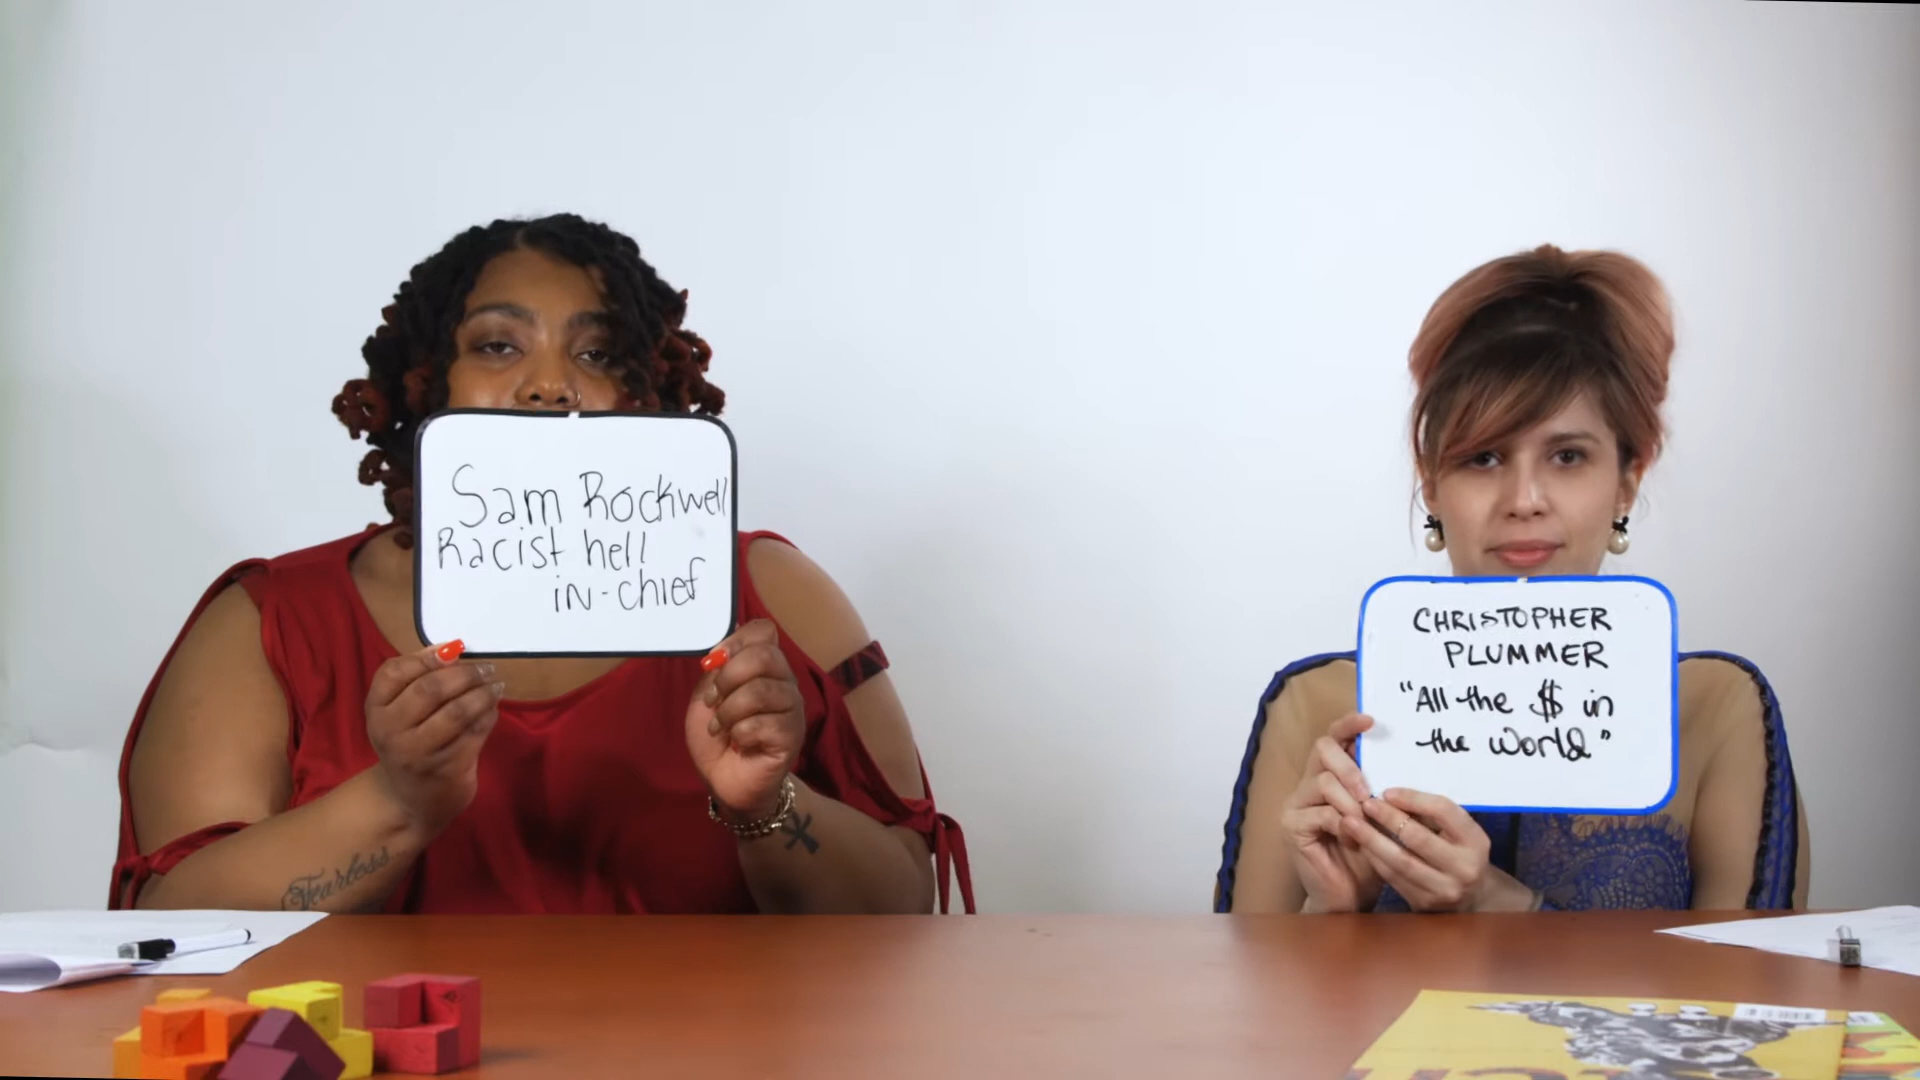 Sam Rockwell
Racist hell
in-chief
CHRISTOPHER
PLUMMER
"All the $ in
the world"
Fearless